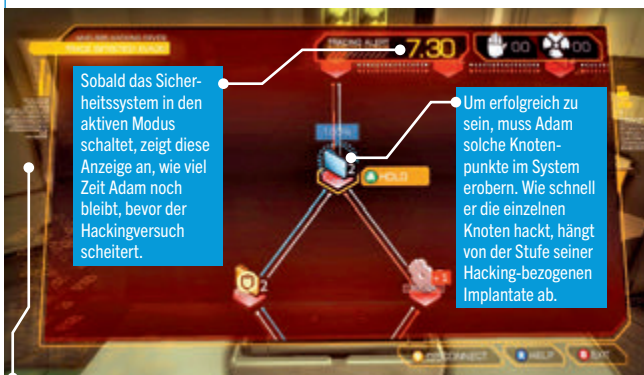 TRACING ALERT 7.30 00 00
Sobald das Sicher-
heitssystem in den
aktiven Modus
schaltet, zeigt diese
Anzeige an, wie viel
Zeit Adam noch
bleibt, bevor der
Hackingversuch
scheitert.
Um erfolgreich zu
sein, muss Adam
solche Knoten-
punkte im System
erobern. Wie schnell
er die einzelnen
Knoten hackt, hängt
von der Stufe seiner
Hacking-bezogenen
Implantate ab.
100%
2
A HOLD
2
DISCONNECT
HELP
B EXIT